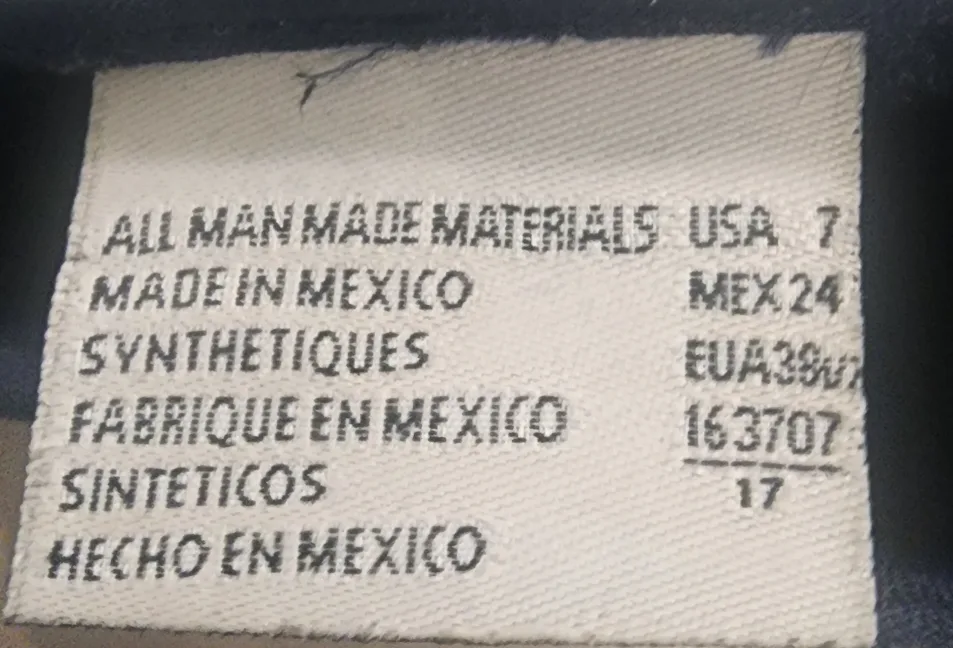 ALL MAN MADE MATERIALS USA 7
MADE IN MEXICO MEX 24
SYNTHETIQUES
FABRIQUE EN MEXICO 163707
SINTETICOS 17
HECHO EN MEXICO